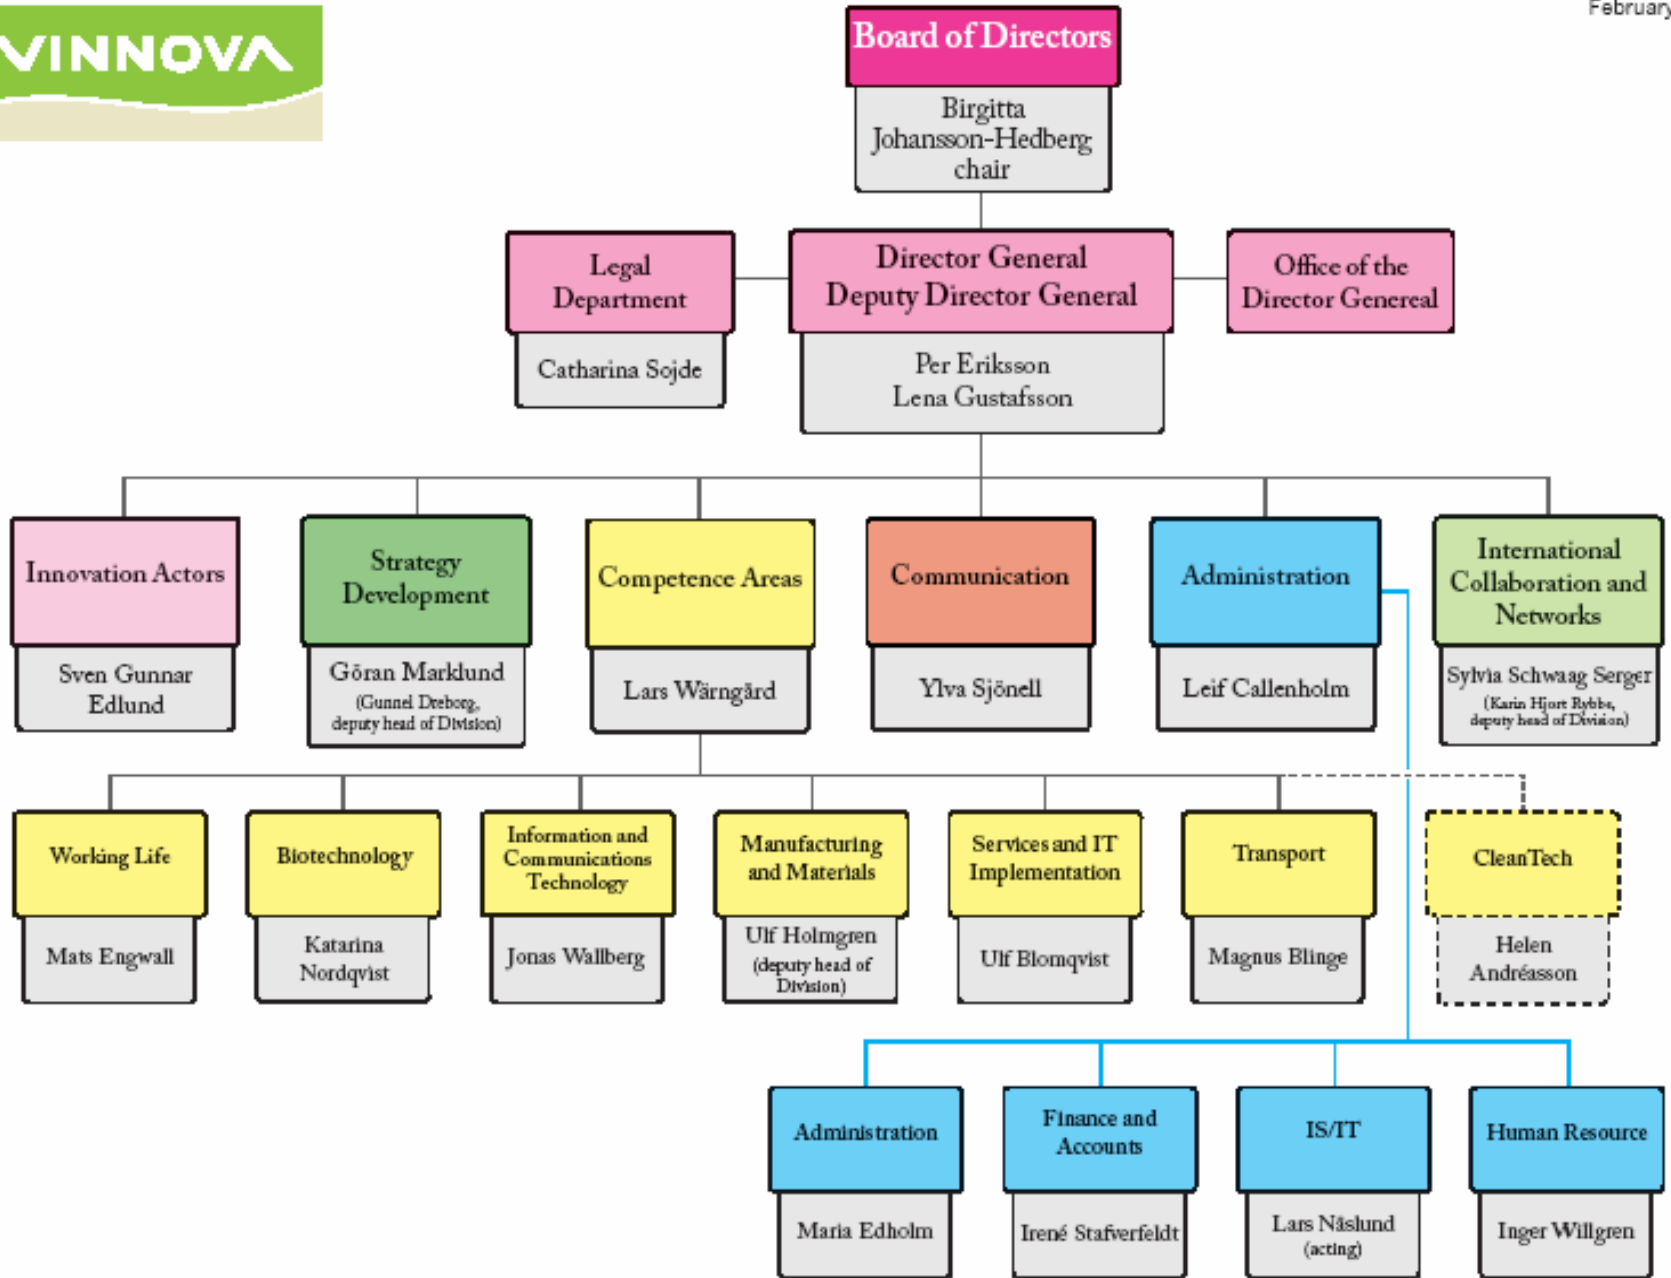 February
VINNOVA
Board of Directors
Birgitta
Johansson-Hedberg
chair
Legal
Department
Catharina Sojde
Director General
Deputy Director General
Per Eriksson
Lena Gustafsson
Office of the
Director Genereal
Innovation Actors
Sven Gunnar
Edlund
Strategy
Development
Göran Marklund
(Gunnel Dreborg,
deputy head of Division)
Competence Areas
Lars Wärngård
Communication
Ylva Sjönell
Administration
Leif Callenholm
International
Collaboration and
Networks
Sylvia Schwaag Serger
(Karin Hjort Rybbe,
deputy head of Division)
Working Life
Mats Engwall
Biotechnology
Katarina
Nordqvist
Information and
Communications
Technology
Jonas Wallberg
Manufacturing
and Materials
Ulf Holmgren
(deputy head of
Division)
Services and IT
Implementation
Ulf Blomqvist
Transport
Magnus Blinge
CleanTech
Helen
Andréasson
Administration
Maria Edholm
Finance and
Accounts
Irené Stafverfeldt
IS/IT
Lars Näslund
(acting)
Human Resource
Inger Willgren